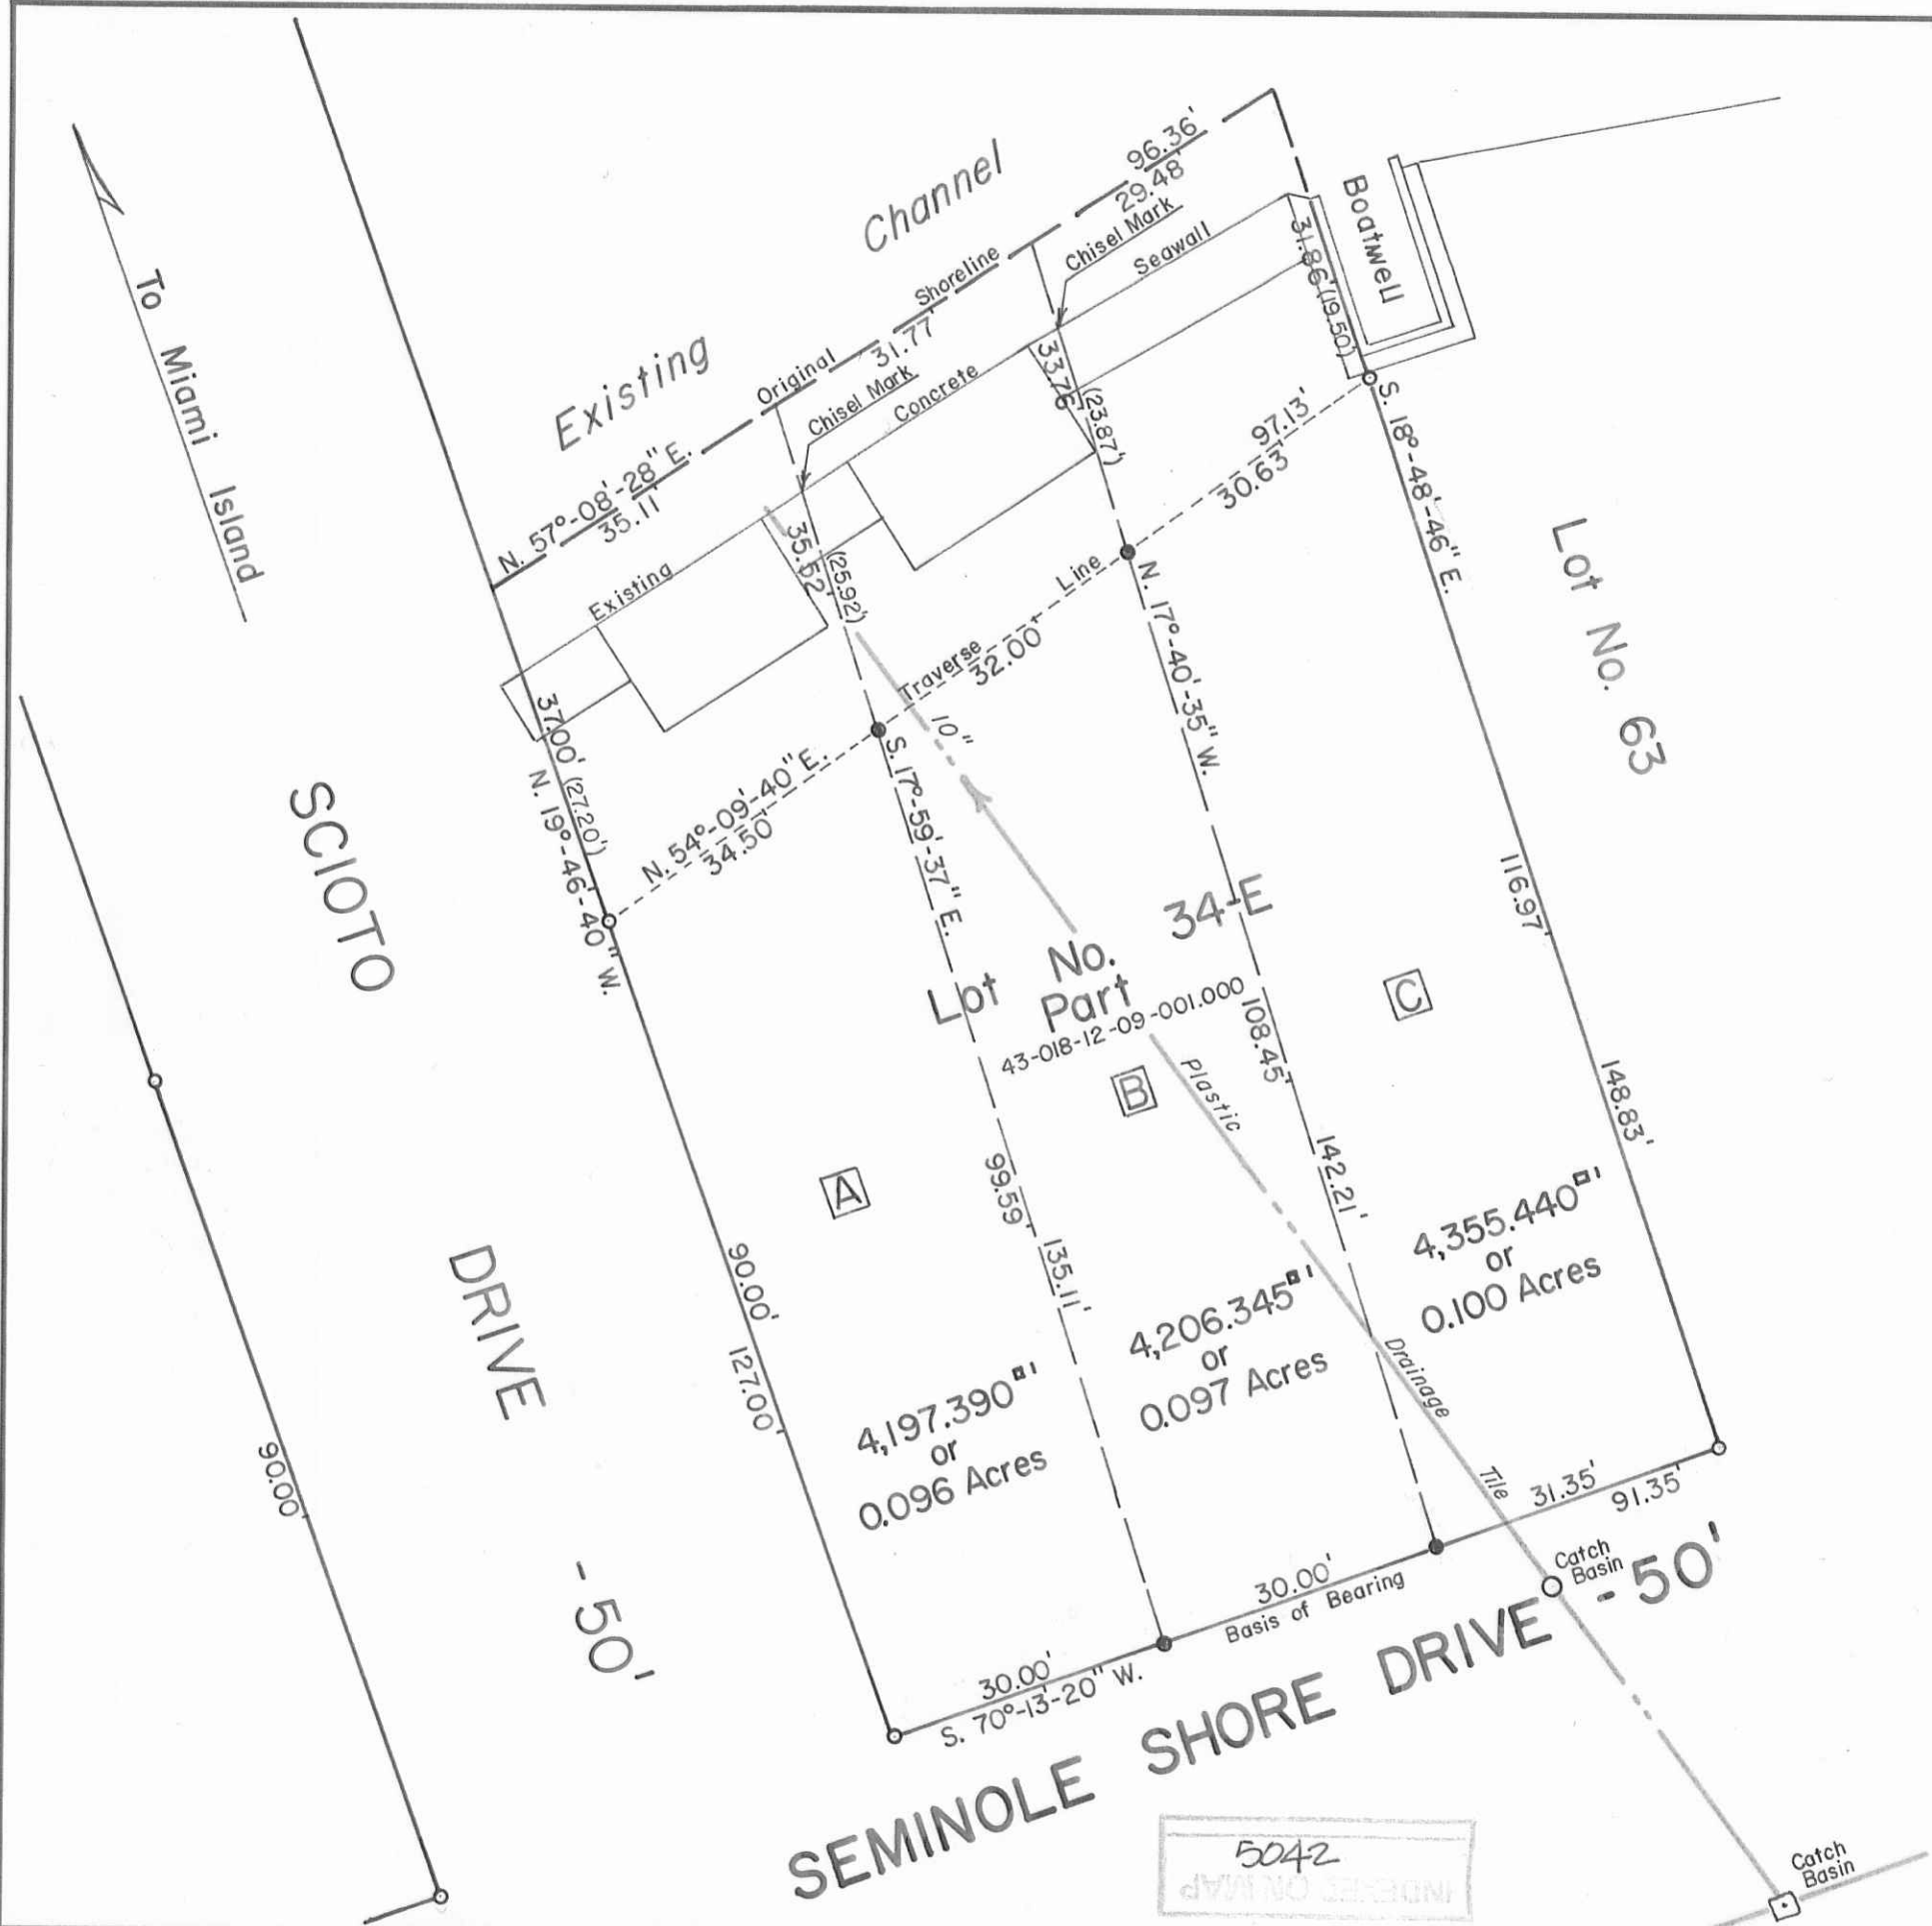 To Miami Island
Existing Channel
96.36'
29.48'
Chisel Mark
Original Shoreline
31.77'
Chisel Mark
N. 57°-08'-28" E.
35.11'
Existing Concrete Seawall
Boatwell
31.86' (19.50')
33.76' (23.87')
35.52' (25.92')
37.00' (27.20')
N. 19°-46'-40" W.
97.13'
30.63'
Traverse Line
32.00'
N. 54°-09'-40" E.
34.50'
S. 18°-48'-46" E.
N. 17°-40'-35" W.
S. 17°-59'-37" E.
10"
Lot No. 63
116.97'
148.83'
SCIOTO DRIVE - 50'
90.00'
Lot No. 34-E
Part
43-018-12-09-001.000
108.45'
142.21'
A
B
C
Plastic Drainage Tile
99.59'
135.11'
90.00'
127.00'
4,355.440□'
or
0.100 Acres
4,206.345□'
or
0.097 Acres
4,197.390□'
or
0.096 Acres
31.35'
91.35'
30.00'
Basis of Bearing
30.00'
S. 70°-13'-20" W.
Catch
Basin
SEMINOLE SHORE DRIVE - 50'
5042
INDEXED ON MAP
Catch
Basin